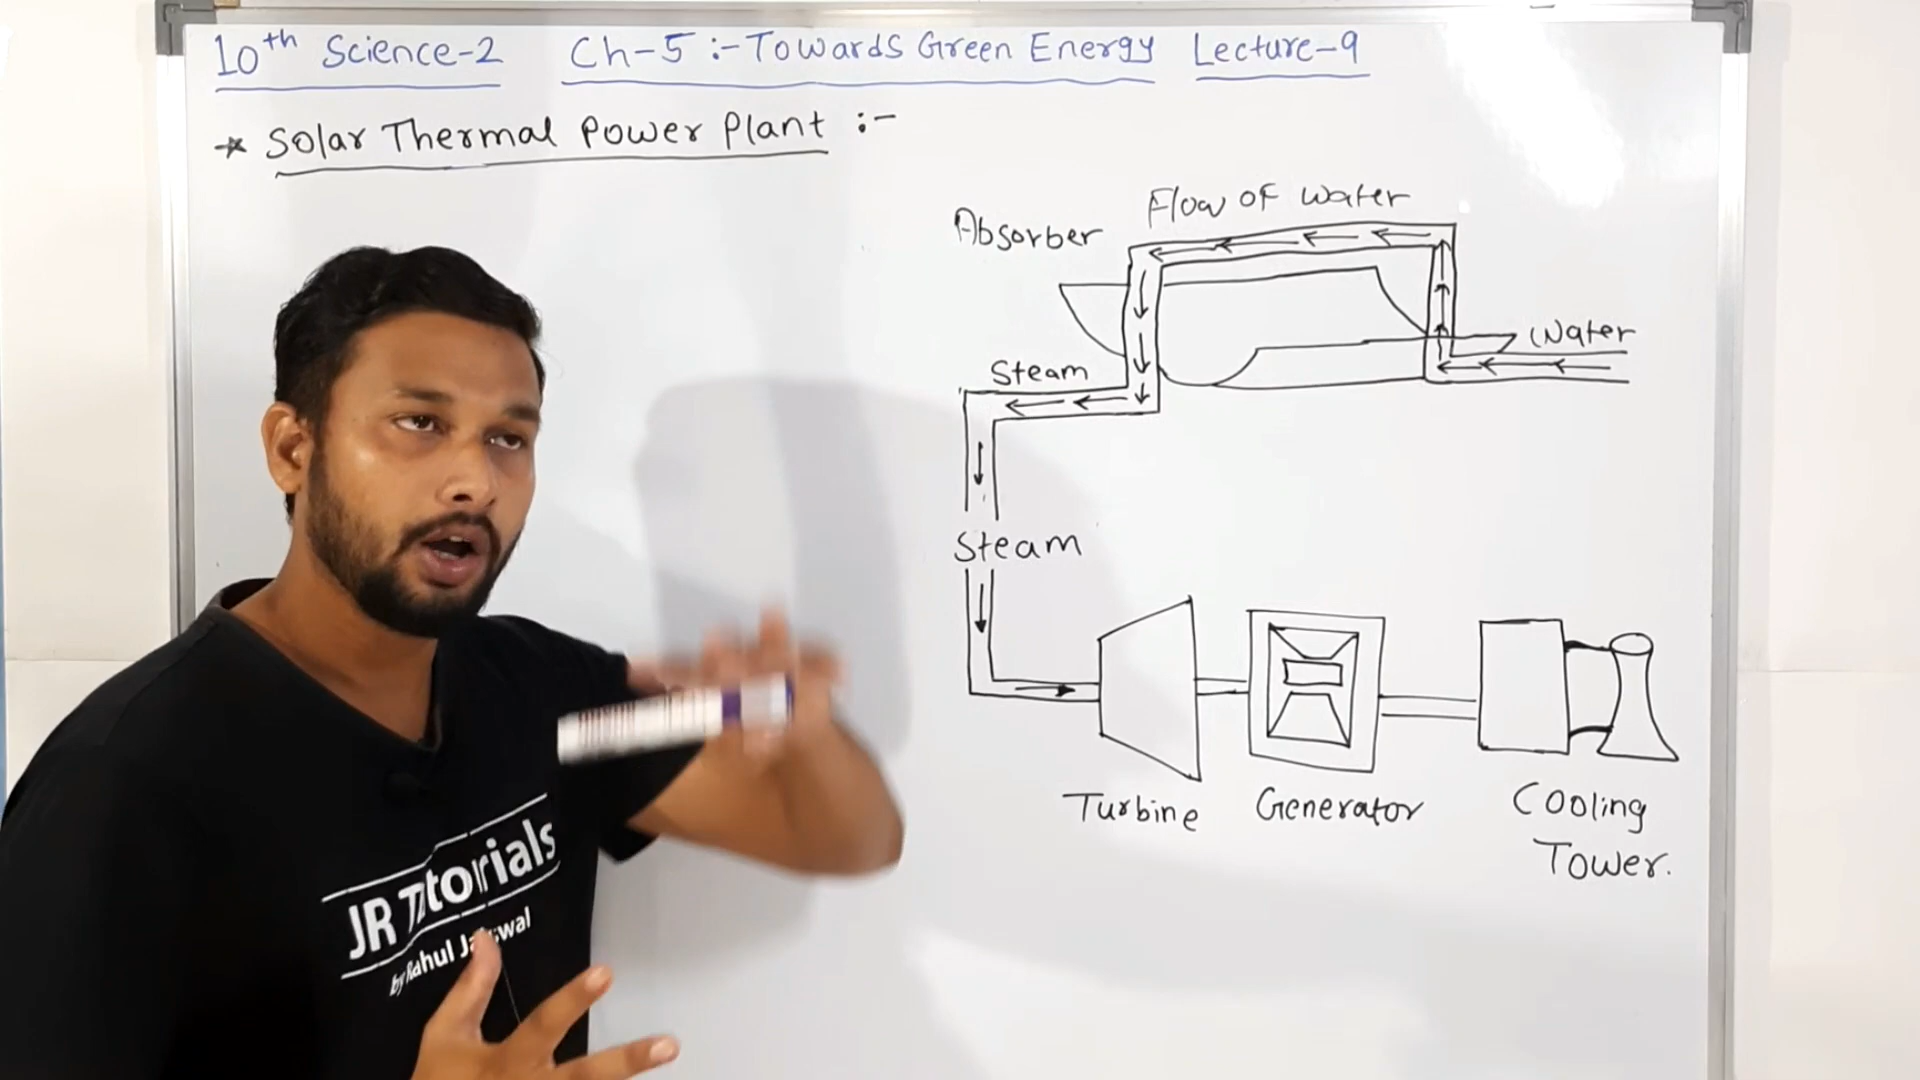 10th Science-2 Ch-5 :- Towards Green Energy Lecture-9
* Solar Thermal Power Plant :-
Flow of water
Absorber
Water
Steam
Steam
Turbine Generator Cooling
Tower.
JR Tutorials
by Rahul Jaiswal